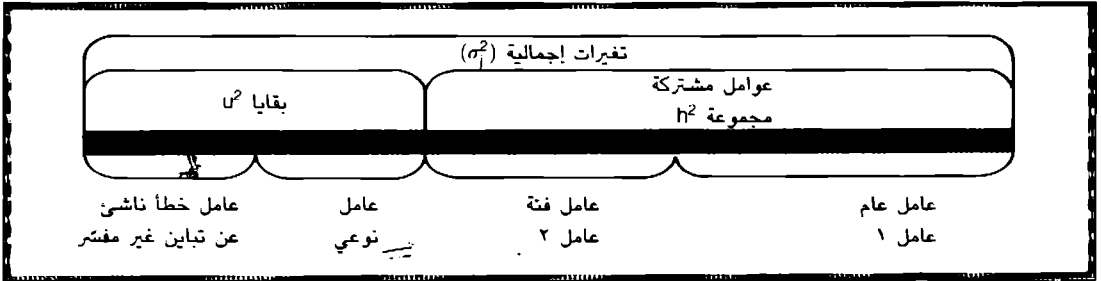 تغيرات إجمالية (σ²j)
عوامل مشتركة
مجموعة h²
بقايا u²
عامل عام
عامل ١
عامل فئة
عامل ٢
عامل
نوعي
عامل خطأ ناشئ
عن تباين غير مفسّر